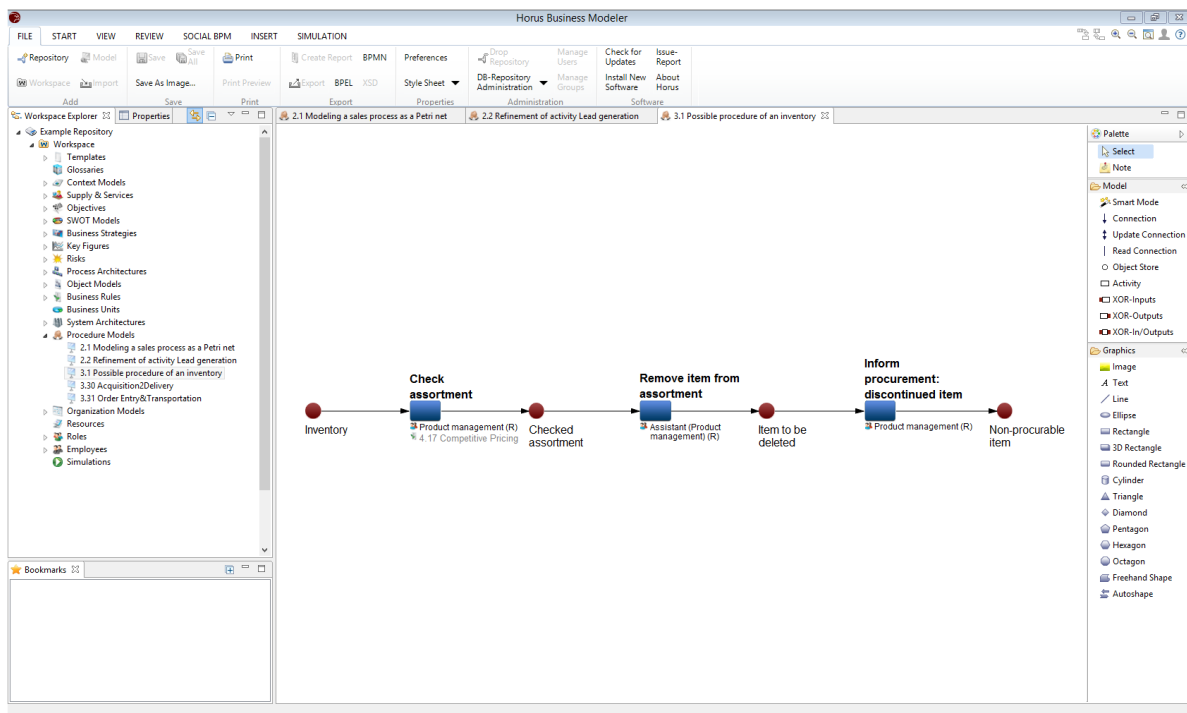 Horus Business Modeler
FILE START VIEW REVIEW SOCIAL BPM INSERT SIMULATION
Repository Model Save Save All Print Create Report BPMN Preferences Drop Repository Manage Users Check for Updates Issue-Report
Workspace Import Save As Image... Print Preview Export BPEL XSD Style Sheet DB-Repository Administration Manage Groups Install New Software About Horus
Add Save Print Export Properties Administration Software
Workspace Explorer Properties
2.1 Modeling a sales process as a Petri net 2.2 Refinement of activity Lead generation 3.1 Possible procedure of an inventory
Example Repository
Workspace
Templates
Glossaries
Context Models
Supply & Services
Objectives
SWOT Models
Business Strategies
Key Figures
Risks
Process Architectures
Object Models
Business Rules
Business Units
System Architectures
Procedure Models
2.1 Modeling a sales process as a Petri net
2.2 Refinement of activity Lead generation
3.1 Possible procedure of an inventory
3.30 Acquisition2Delivery
3.31 Order Entry&Transportation
Organization Models
Resources
Roles
Employees
Simulations
Bookmarks
Check
assortment
Remove item from
assortment
Inform
procurement:
discontinued item
Inventory
Product management (R)
4.17 Competitive Pricing
Checked
assortment
Assistant (Product
management) (R)
Item to be
deleted
Product management (R)
Non-procurable
item
Palette
Select
Note
Model
Smart Mode
Connection
Update Connection
Read Connection
Object Store
Activity
XOR-Inputs
XOR-Outputs
XOR-In/Outputs
Graphics
Image
Text
Line
Ellipse
Rectangle
3D Rectangle
Rounded Rectangle
Cylinder
Triangle
Diamond
Pentagon
Hexagon
Octagon
Freehand Shape
Autoshape